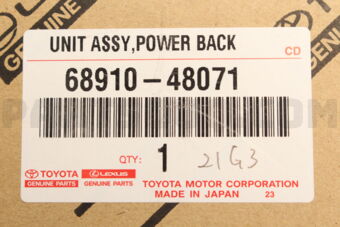 GENUINE
UNIT ASSY,POWER BACK
CD
68910-48071
QTY: 1 21G3
TOYOTA LEXUS
GENUINE PARTS GENUINE PARTS
TOYOTA MOTOR CORPORATION
MADE IN JAPAN 23